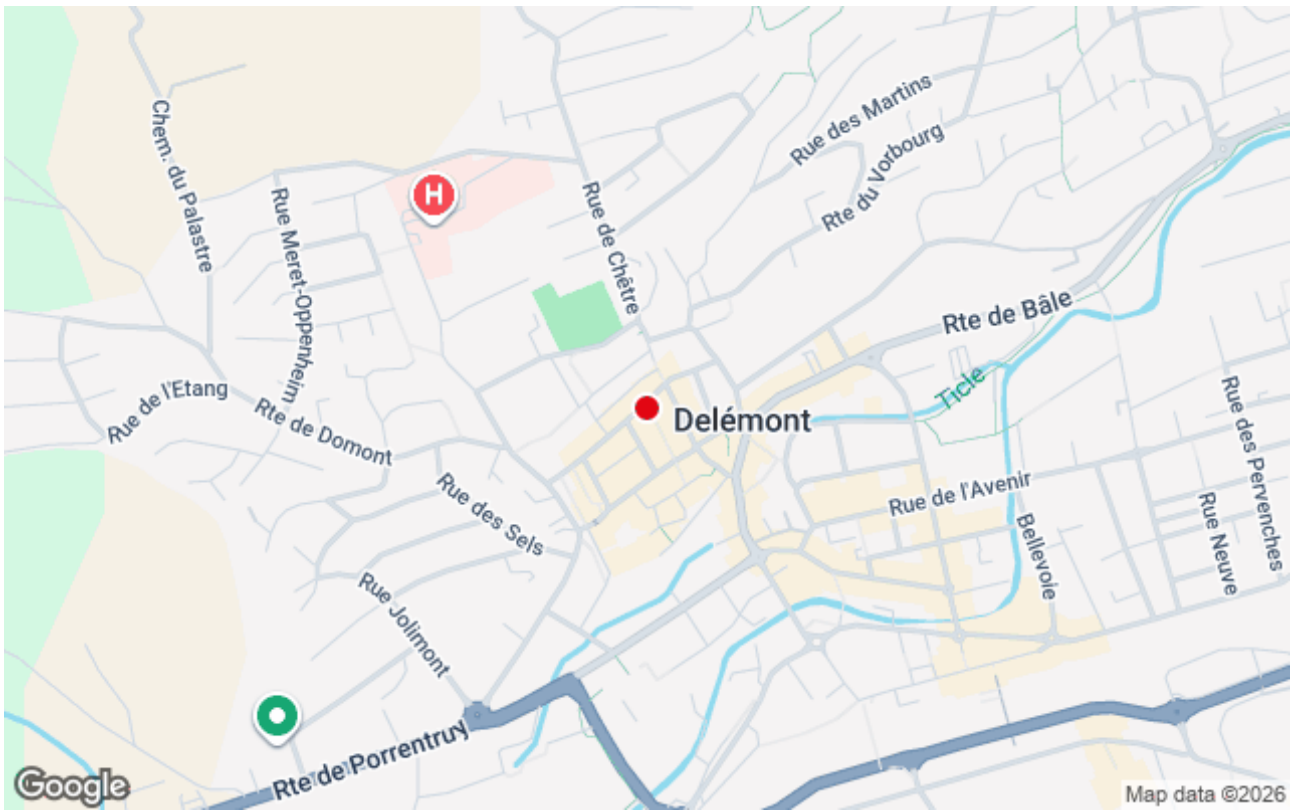 Chem. du Palastre
H
Rue Meret-Oppenheim
Rue de Chêtre
Rue des Martins
Rte du Vorbourg
Rte de Bâle
Rue de l'Etang
Rte de Domont
Delémont
Ticle
Rue des Pervenches
Rue des Sels
Rue de l'Avenir
Rue Neuve
Bellevoie
Rue Jolimont
Rte de Porrentruy
Google
Map data ©2026